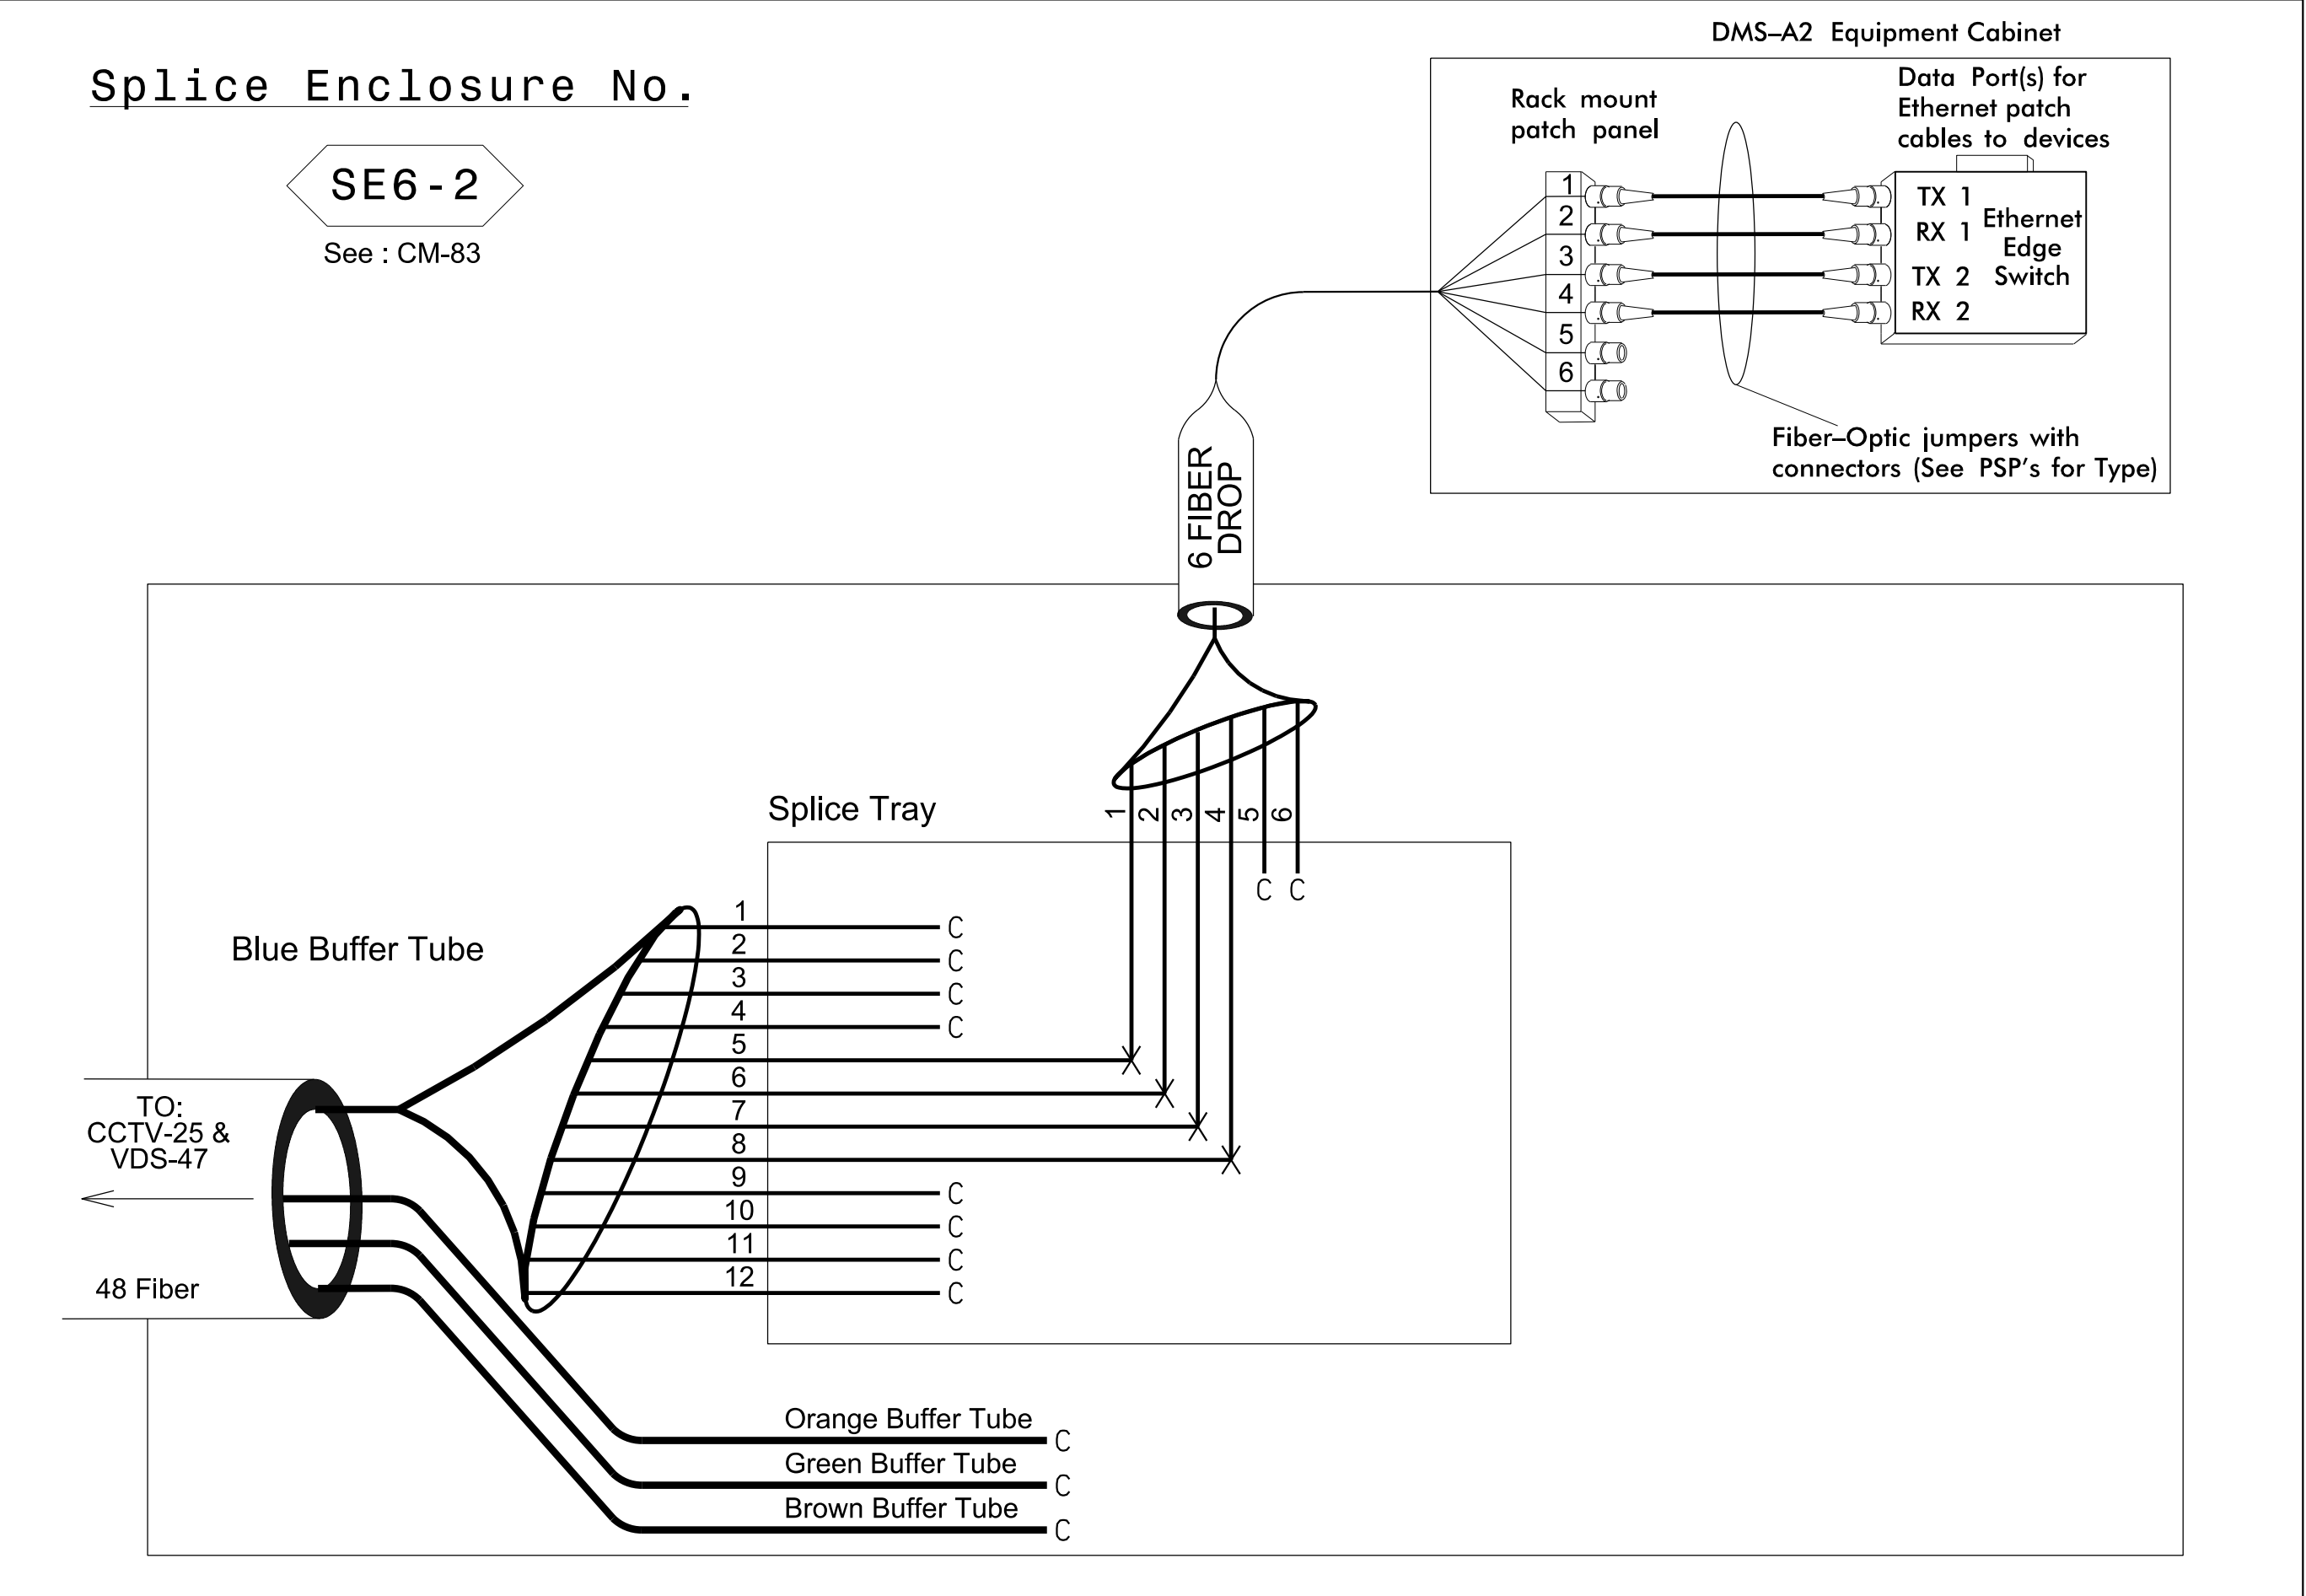 Splice Enclosure No.
SE6-2
See : CM-83
DMS–A2 Equipment Cabinet
Rack mount
patch panel
Data Port(s) for
Ethernet patch
cables to devices
1
2
3
4
5
6
TX 1
RX 1
TX 2
RX 2
Ethernet
Edge
Switch
Fiber–Optic jumpers with
connectors (See PSP's for Type)
6 FIBER
DROP
1
2
3
4
5
6
C C
Splice Tray
Blue Buffer Tube
1
C
2
C
3
C
4
C
5
6
7
8
9
C
10
C
11
C
12
C
TO:
CCTV-25 &
VDS-47
48 Fiber
Orange Buffer Tube
C
Green Buffer Tube
C
Brown Buffer Tube
C